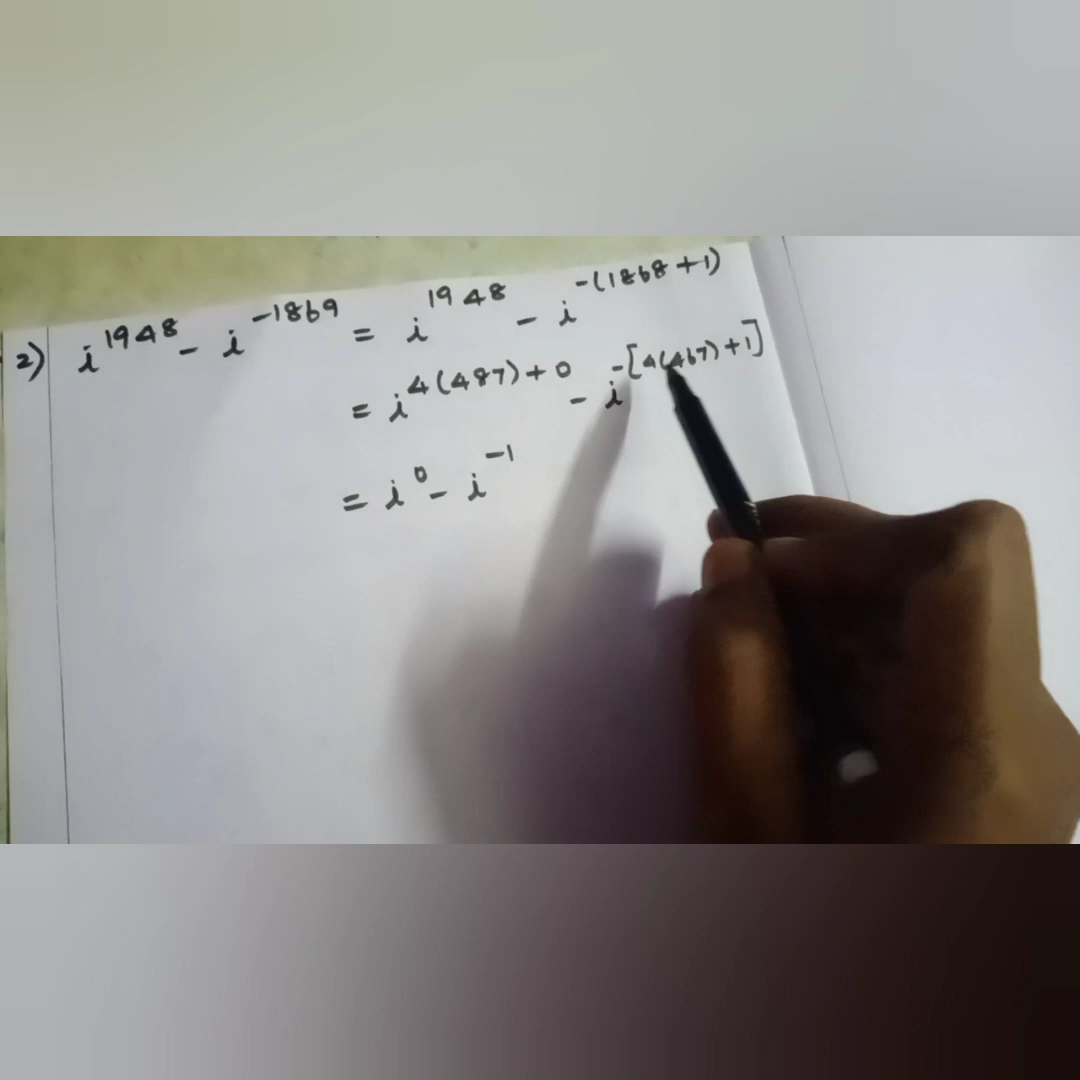 2) i^1948 - i^-1869 = i^1948 - i^-(1868+1)
= i^4(487)+0 - i^-[4(467)+1]
= i^0 - i^-1